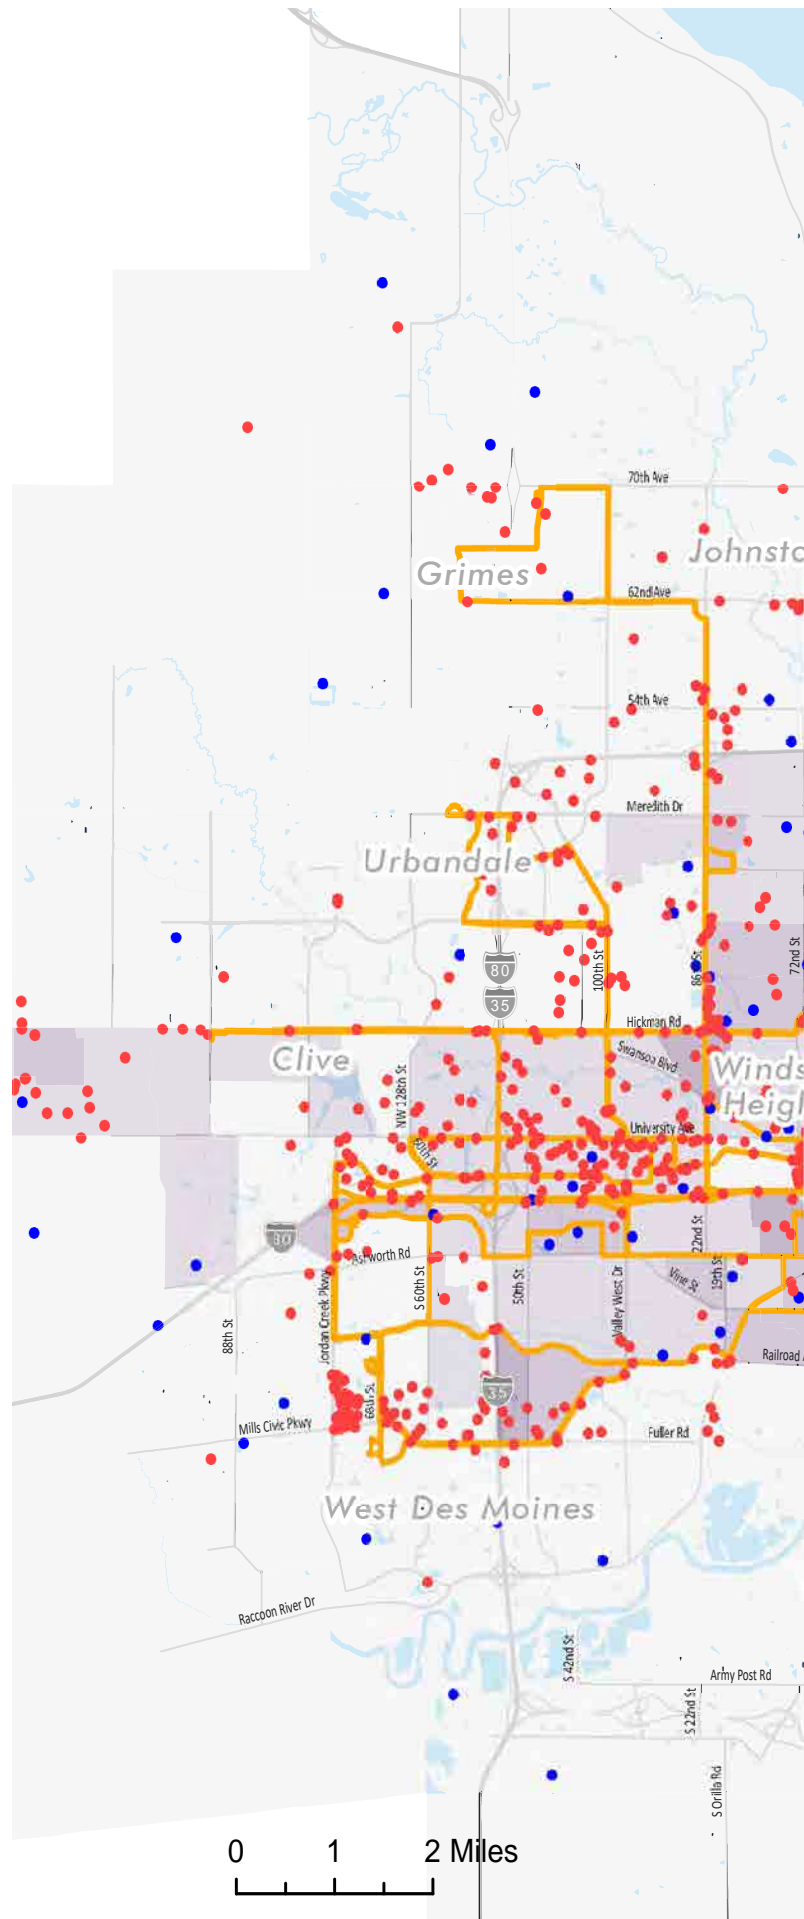 70th Ave
Johnsto
Grimes
62nd Ave
54th Ave
Meredith Dr
Urbandale
72nd St
86th St
100th St
80
35
Hickman Rd
Clive
Swanson Blvd
Winds
Heigh
NW 128th St
University Ave
60th St
80
22nd St
Ashworth Rd
Jordan Creek Pkwy
S 60th St
50th St
Valley West Dr
Vine St
19th St
88th St
Railroad A
68th St
35
Mills Civic Pkwy
Fuller Rd
West Des Moines
Raccoon River Dr
S 42nd St
Army Post Rd
S 22nd St
S Orilla Rd
0 1 2 Miles